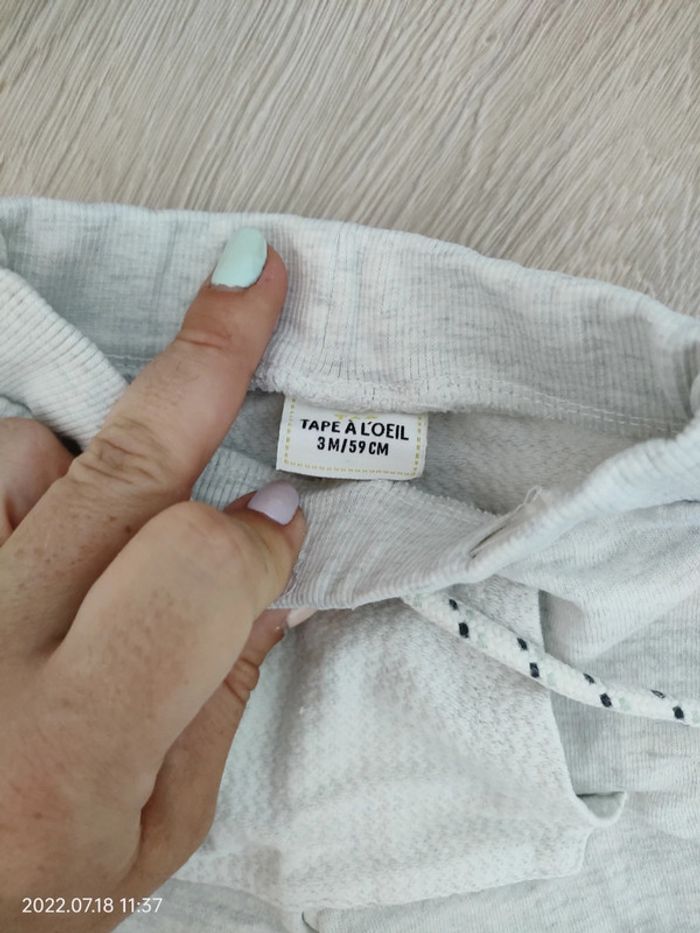 TAPE À L'OEIL
3M/59CM
2022.07.18 11:37